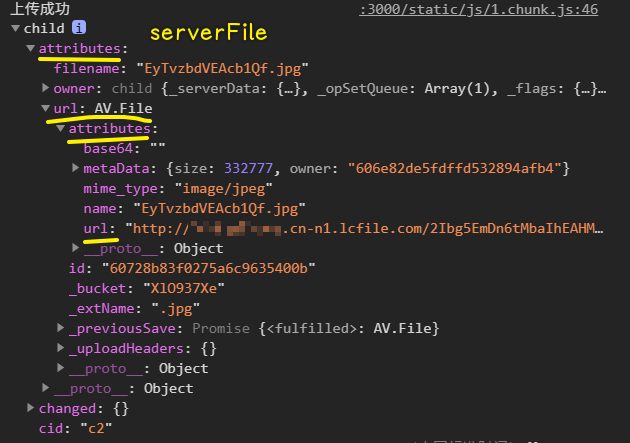 上传成功 :3000/static/js/1.chunk.js:46
▼child i serverFile
▼attributes:
filename: "EyTvzbdVEAcb1Qf.jpg"
▶owner: child {_serverData: {…}, _opSetQueue: Array(1), _flags: {…}…
▼url: AV.File
▼attributes:
base64: ""
▶metaData: {size: 332777, owner: "606e82de5fdffd532894afb4"}
mime_type: "image/jpeg"
name: "EyTvzbdVEAcb1Qf.jpg"
url: "http:// .cn-n1.lcfile.com/2Ibg5EmDn6tMbaIhEAHM…
▶__proto__: Object
id: "60728b83f0275a6c9635400b"
_bucket: "XlO937Xe"
_extName: ".jpg"
▶_previousSave: Promise {<fulfilled>: AV.File}
▶_uploadHeaders: {}
▶__proto__: Object
▶__proto__: Object
▶changed: {}
cid: "c2"